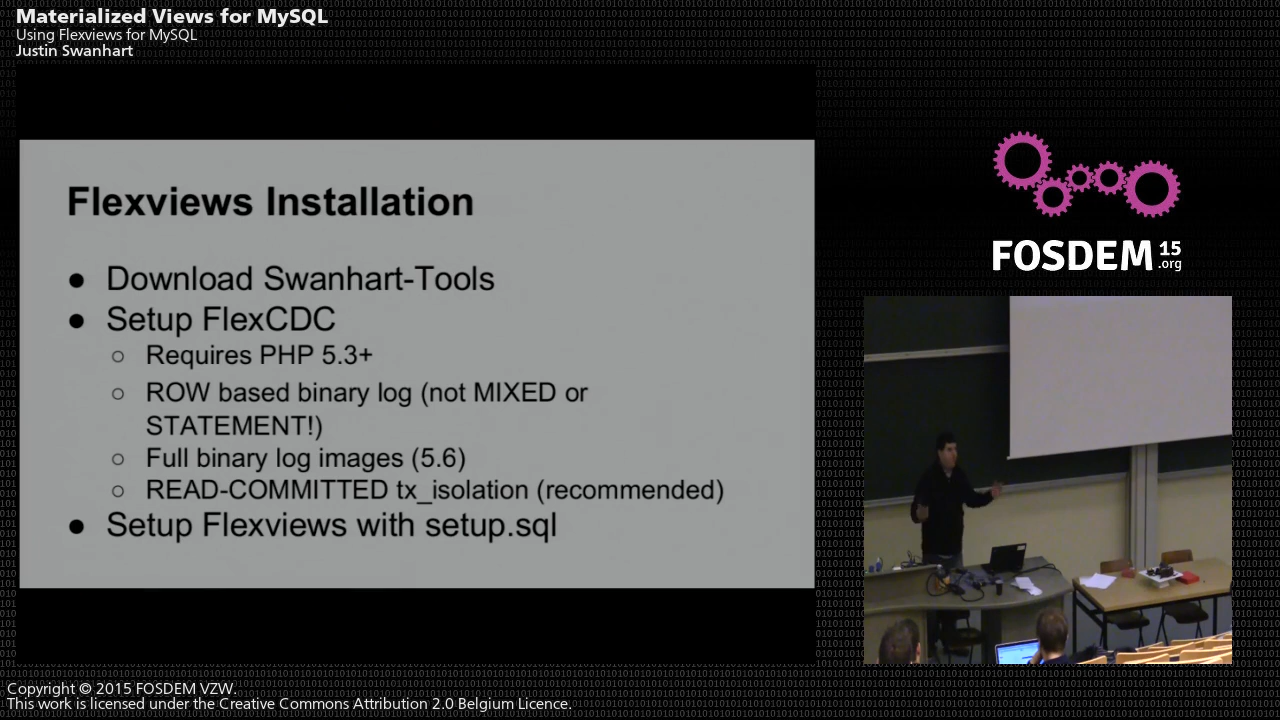 Materialized Views for MySQL
Using Flexviews for MySQL
Justin Swanhart
Flexviews Installation
● Download Swanhart-Tools
● Setup FlexCDC
○ Requires PHP 5.3+
○ ROW based binary log (not MIXED or
STATEMENT!)
○ Full binary log images (5.6)
○ READ-COMMITTED tx_isolation (recommended)
● Setup Flexviews with setup.sql
FOSDEM 15
.org
Copyright © 2015 FOSDEM VZW.
This work is licensed under the Creative Commons Attribution 2.0 Belgium Licence.